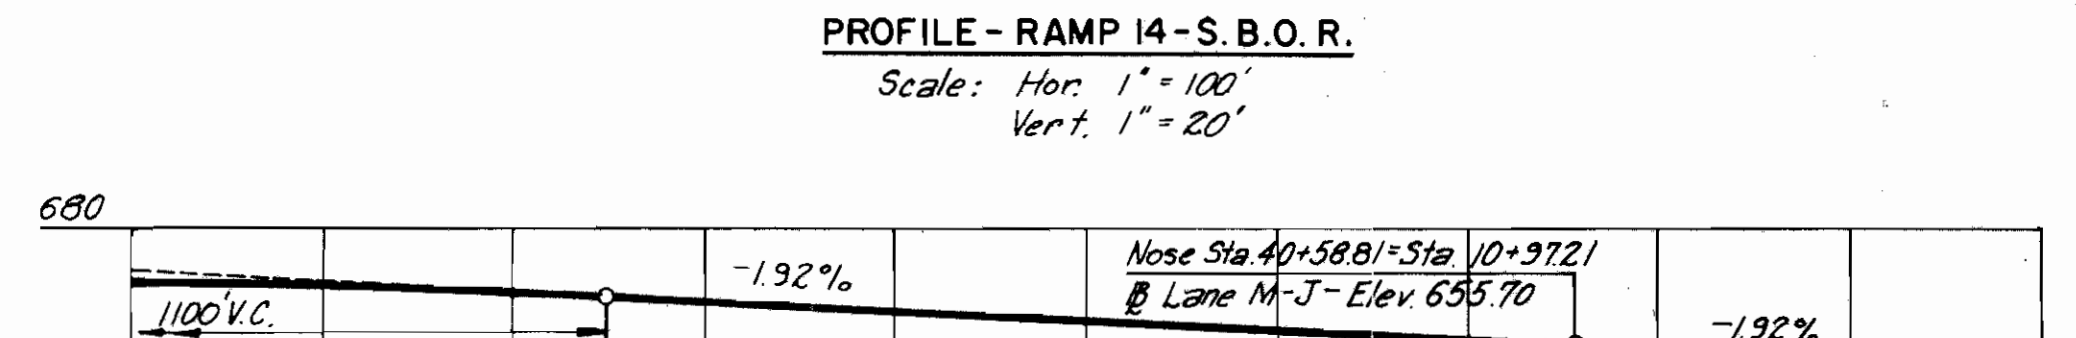 PROFILE - RAMP 14 - S.B.O.R.
Scale: Hor. 1" = 100'
Vert. 1" = 20'
680
Nose Sta. 40+58.81 = Sta. 10+97.21
-1.92%
℄ Lane M-J - Elev. 655.70
1100' V.C.
-1.92%